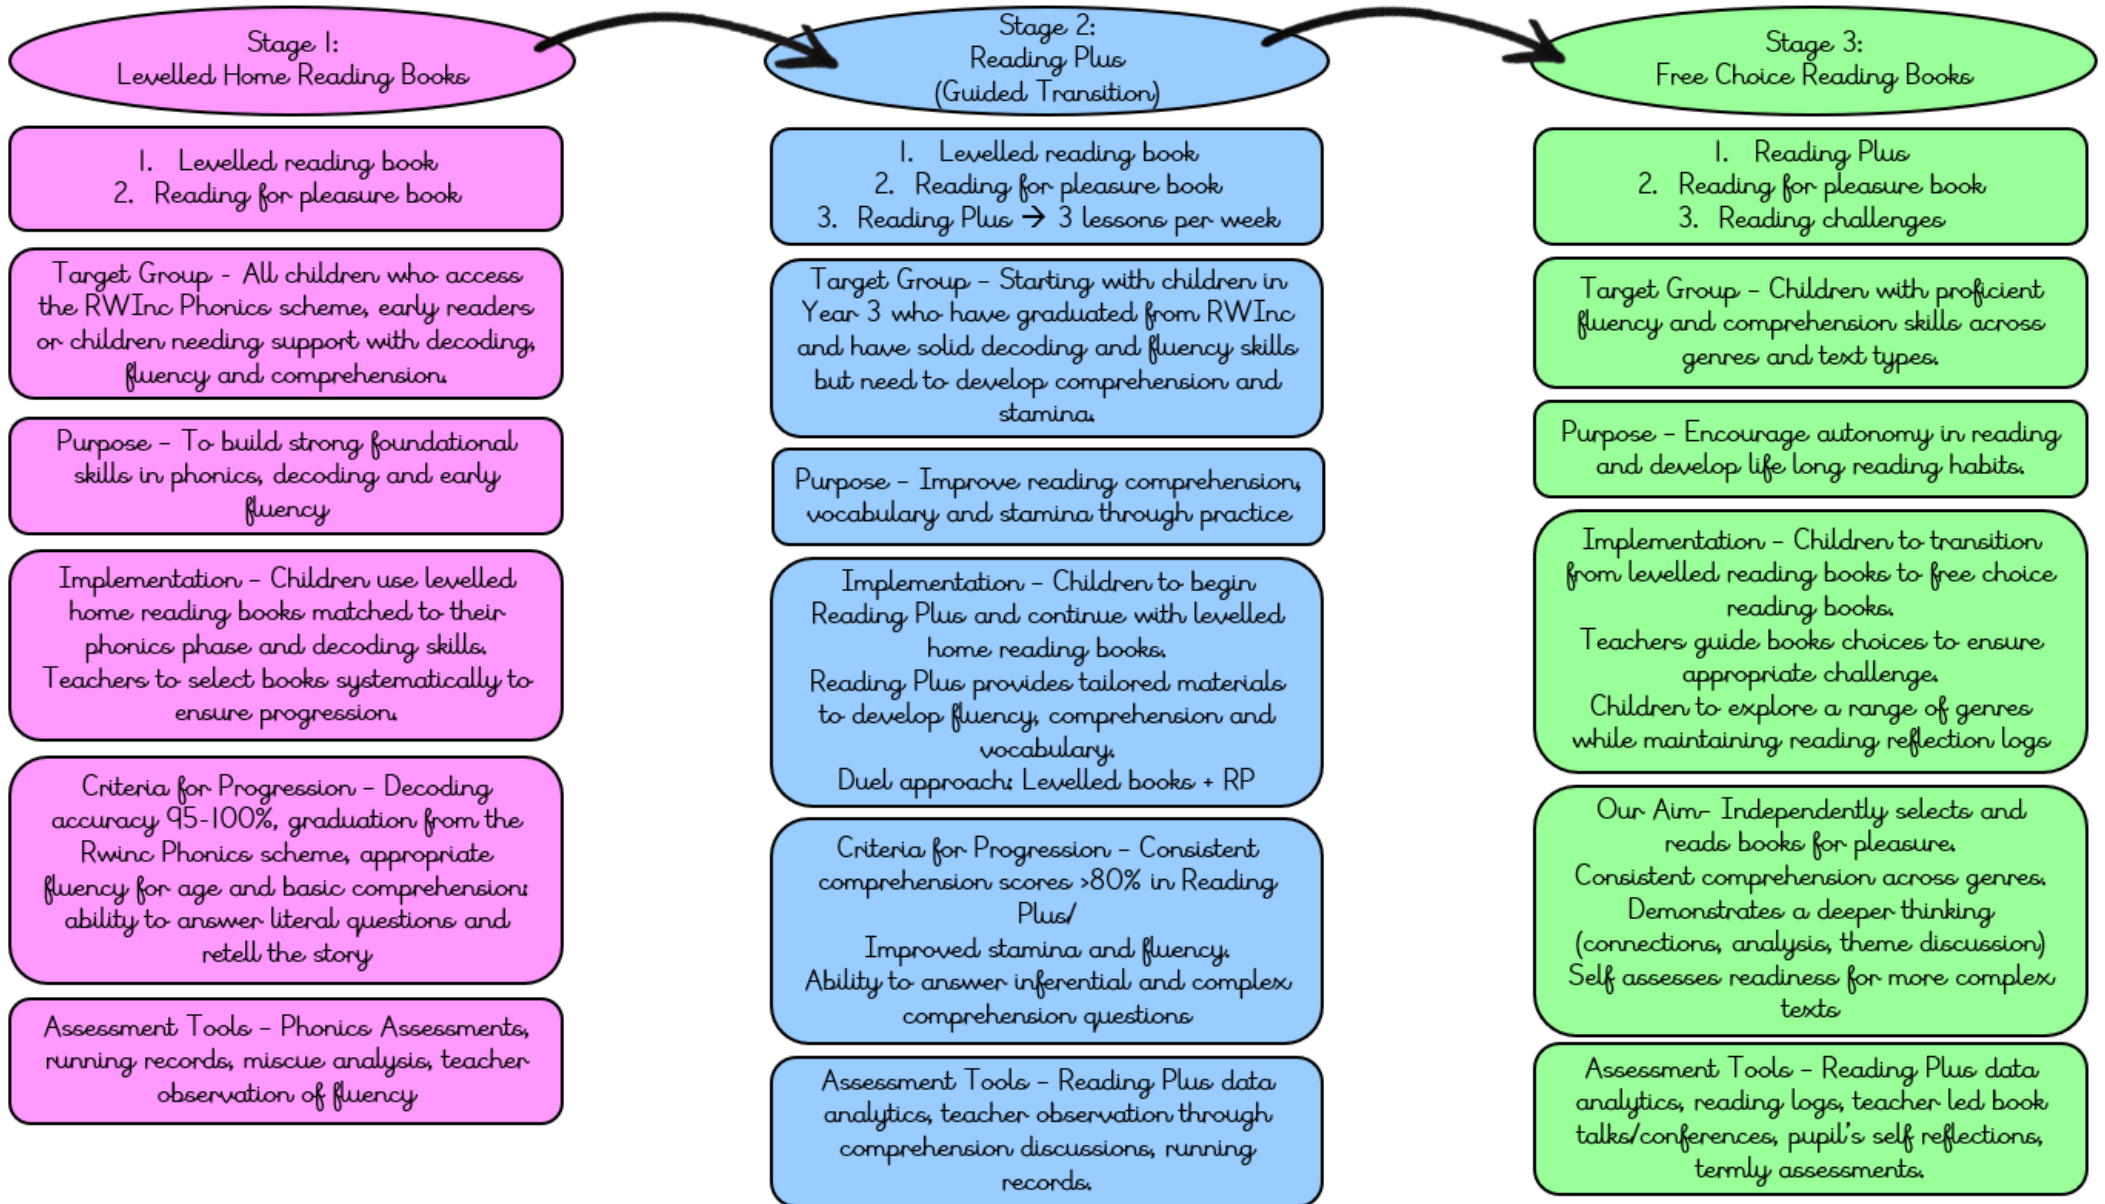 Stage 1:
Levelled Home Reading Books
1. Levelled reading book
2. Reading for pleasure book
Target Group - All children who access
the RWInc Phonics scheme, early readers
or children needing support with decoding,
fluency and comprehension.
Purpose - To build strong foundational
skills in phonics, decoding and early
fluency
Implementation - Children use levelled
home reading books matched to their
phonics phase and decoding skills.
Teachers to select books systematically to
ensure progression.
Criteria for Progression - Decoding
accuracy 95-100%, graduation from the
Rwinc Phonics scheme, appropriate
fluency for age and basic comprehension:
ability to answer literal questions and
retell the story
Assessment Tools - Phonics Assessments,
running records, miscue analysis, teacher
observation of fluency
Stage 2:
Reading Plus
(Guided Transition)
1. Levelled reading book
2. Reading for pleasure book
3. Reading Plus → 3 lessons per week
Target Group - Starting with children in
Year 3 who have graduated from RWInc
and have solid decoding and fluency skills
but need to develop comprehension and
stamina.
Purpose - Improve reading comprehension,
vocabulary and stamina through practice
Implementation - Children to begin
Reading Plus and continue with levelled
home reading books.
Reading Plus provides tailored materials
to develop fluency, comprehension and
vocabulary.
Duel approach: Levelled books + RP
Criteria for Progression - Consistent
comprehension scores >80% in Reading
Plus/
Improved stamina and fluency.
Ability to answer inferential and complex
comprehension questions
Assessment Tools - Reading Plus data
analytics, teacher observation through
comprehension discussions, running
records.
Stage 3:
Free Choice Reading Books
1. Reading Plus
2. Reading for pleasure book
3. Reading challenges
Target Group - Children with proficient
fluency and comprehension skills across
genres and text types.
Purpose - Encourage autonomy in reading
and develop life long reading habits.
Implementation - Children to transition
from levelled reading books to free choice
reading books.
Teachers guide books choices to ensure
appropriate challenge.
Children to explore a range of genres
while maintaining reading reflection logs
Our Aim- Independently selects and
reads books for pleasure.
Consistent comprehension across genres.
Demonstrates a deeper thinking
(connections, analysis, theme discussion)
Self assesses readiness for more complex
texts
Assessment Tools - Reading Plus data
analytics, reading logs, teacher led book
talks/conferences, pupil's self reflections,
termly assessments.